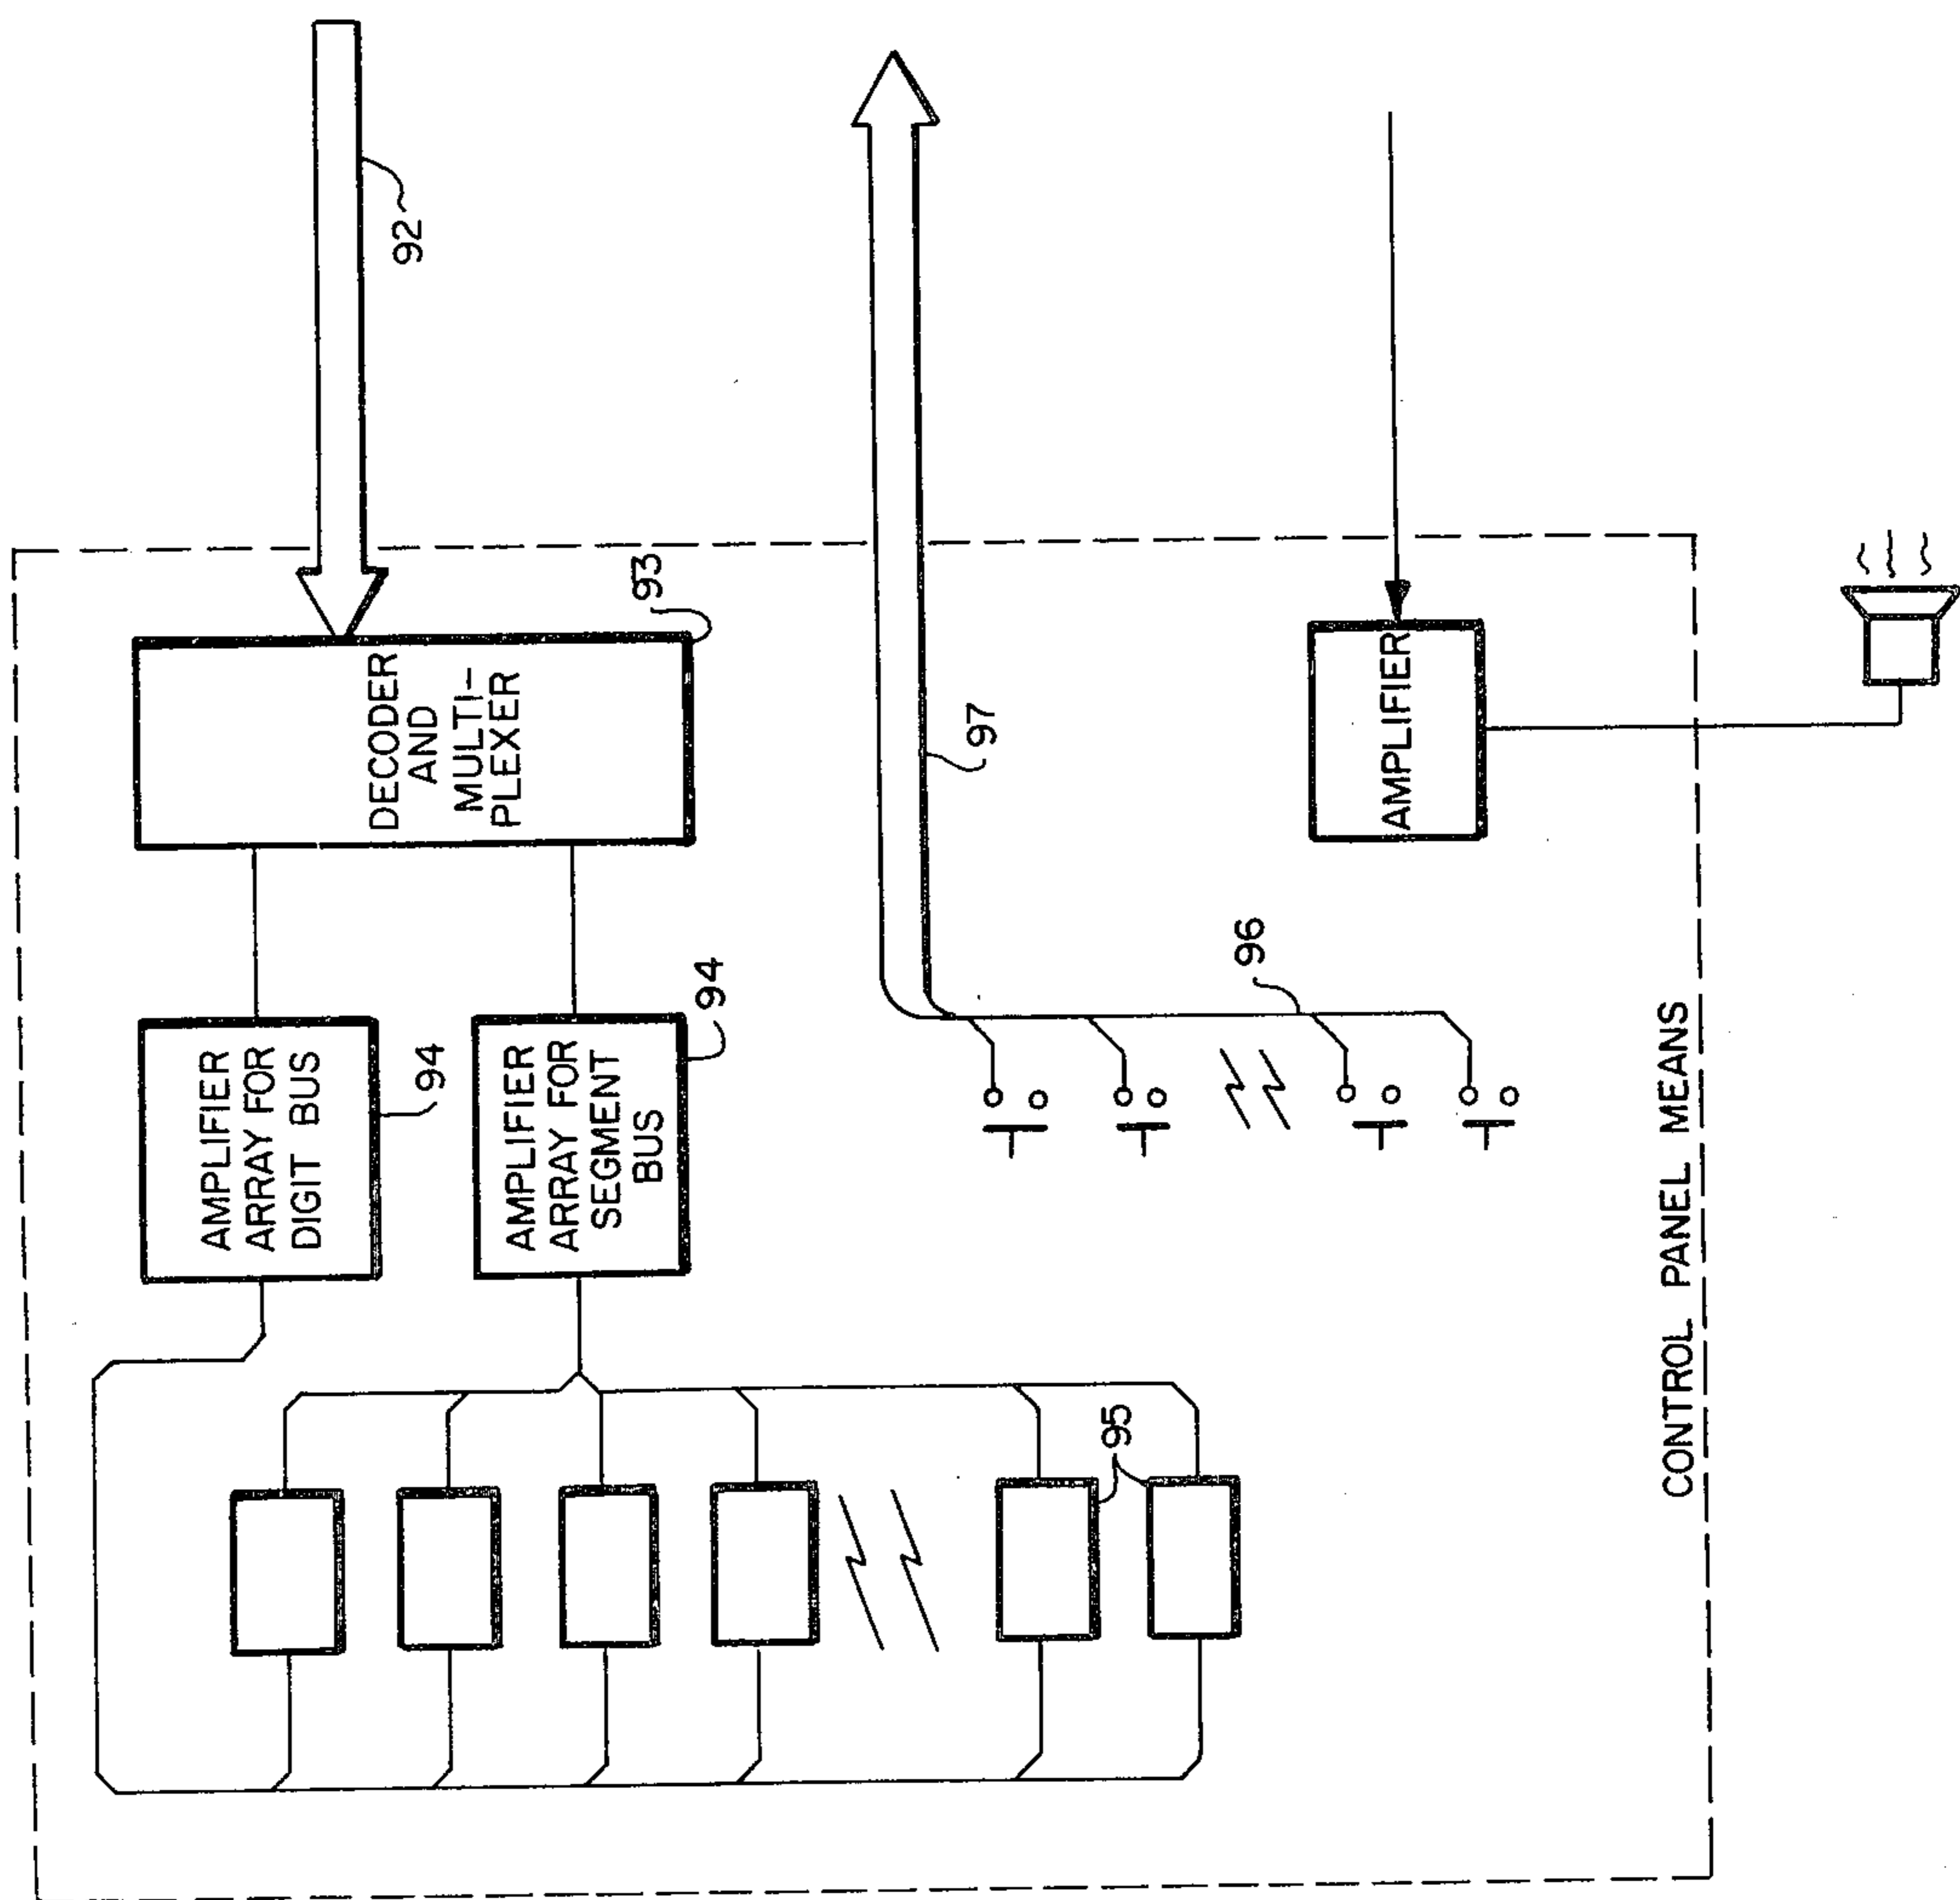 92
93
DECODER
AND
MULTI-
PLEXER
94
AMPLIFIER
ARRAY FOR
DIGIT BUS
94
AMPLIFIER
ARRAY FOR
SEGMENT
BUS
95
96
97
AMPLIFIER
CONTROL PANEL MEANS